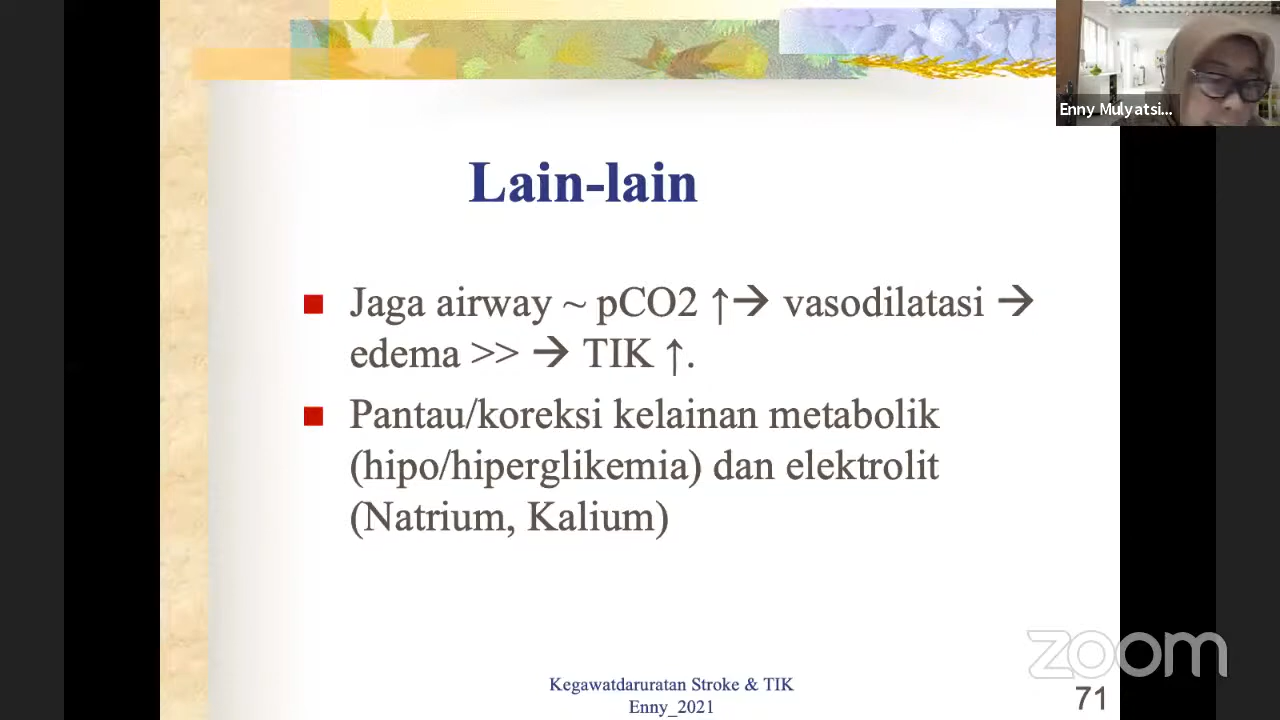 Enny Mulyatsi...
Lain-lain
Jaga airway ~ pCO2 ↑→ vasodilatasi →
edema >> → TIK ↑.
Pantau/koreksi kelainan metabolik
(hipo/hiperglikemia) dan elektrolit
(Natrium, Kalium)
zoom
Kegawatdaruratan Stroke & TIK
Enny_2021
71